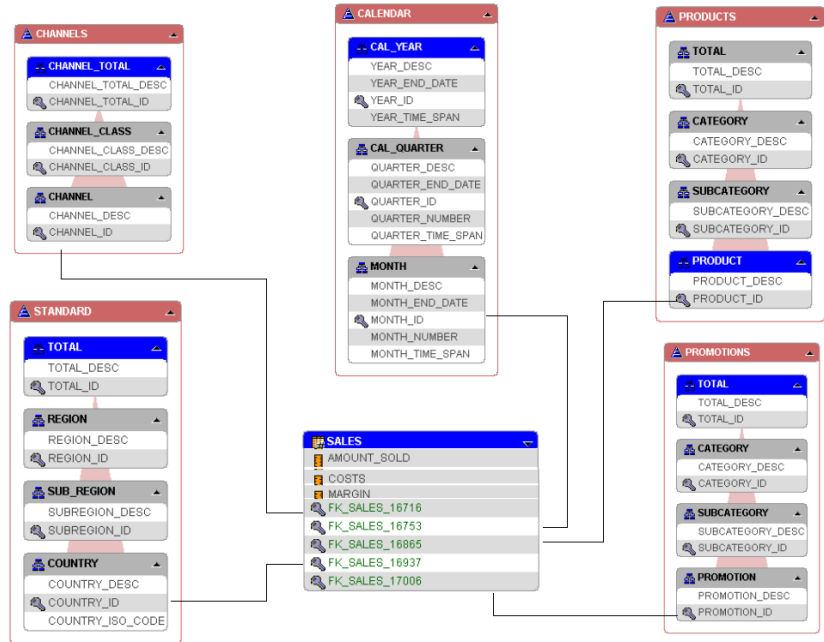 CHANNELS
CHANNEL_TOTAL
CHANNEL_TOTAL_DESC
CHANNEL_TOTAL_ID
CHANNEL_CLASS
CHANNEL_CLASS_DESC
CHANNEL_CLASS_ID
CHANNEL
CHANNEL_DESC
CHANNEL_ID
CALENDAR
CAL_YEAR
YEAR_DESC
YEAR_END_DATE
YEAR_ID
YEAR_TIME_SPAN
CAL_QUARTER
QUARTER_DESC
QUARTER_END_DATE
QUARTER_ID
QUARTER_NUMBER
QUARTER_TIME_SPAN
MONTH
MONTH_DESC
MONTH_END_DATE
MONTH_ID
MONTH_NUMBER
MONTH_TIME_SPAN
PRODUCTS
TOTAL
TOTAL_DESC
TOTAL_ID
CATEGORY
CATEGORY_DESC
CATEGORY_ID
SUBCATEGORY
SUBCATEGORY_DESC
SUBCATEGORY_ID
PRODUCT
PRODUCT_DESC
PRODUCT_ID
STANDARD
TOTAL
TOTAL_DESC
TOTAL_ID
REGION
REGION_DESC
REGION_ID
SUB_REGION
SUBREGION_DESC
SUBREGION_ID
COUNTRY
COUNTRY_DESC
COUNTRY_ID
COUNTRY_ISO_CODE
SALES
AMOUNT_SOLD
COSTS
MARGIN
FK_SALES_16716
FK_SALES_16753
FK_SALES_16865
FK_SALES_16937
FK_SALES_17006
PROMOTIONS
TOTAL
TOTAL_DESC
TOTAL_ID
CATEGORY
CATEGORY_DESC
CATEGORY_ID
SUBCATEGORY
SUBCATEGORY_DESC
SUBCATEGORY_ID
PROMOTION
PROMOTION_DESC
PROMOTION_ID